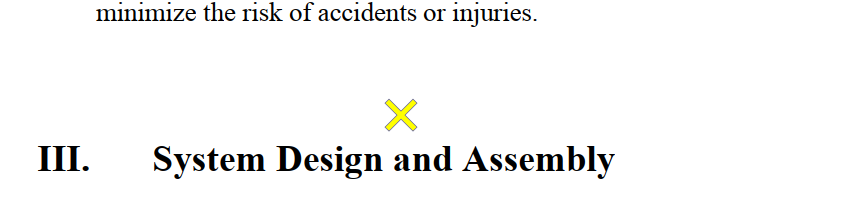 minimize the risk of accidents or injuries.
III. System Design and Assembly